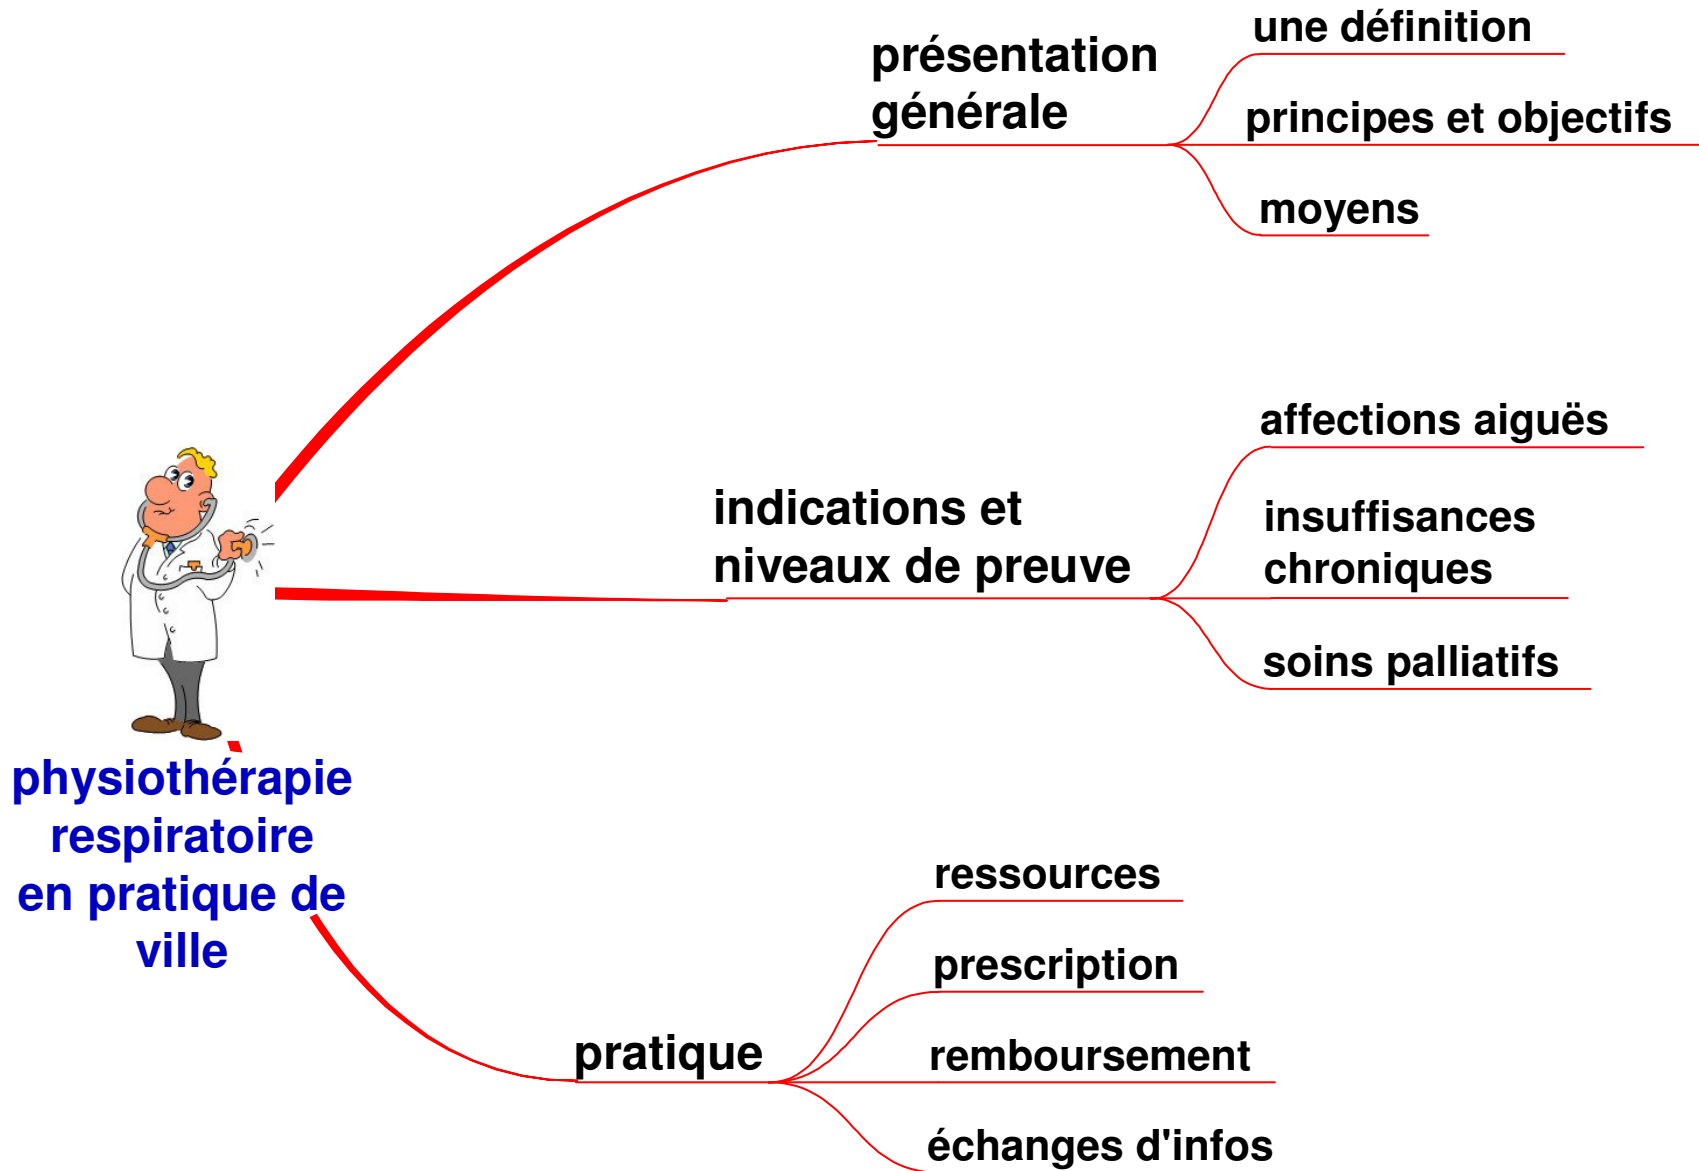 présentation
générale
une définition
principes et objectifs
moyens
indications et
niveaux de preuve
affections aiguës
insuffisances
chroniques
soins palliatifs
physiothérapie
respiratoire
en pratique de
ville
pratique
ressources
prescription
remboursement
échanges d'infos